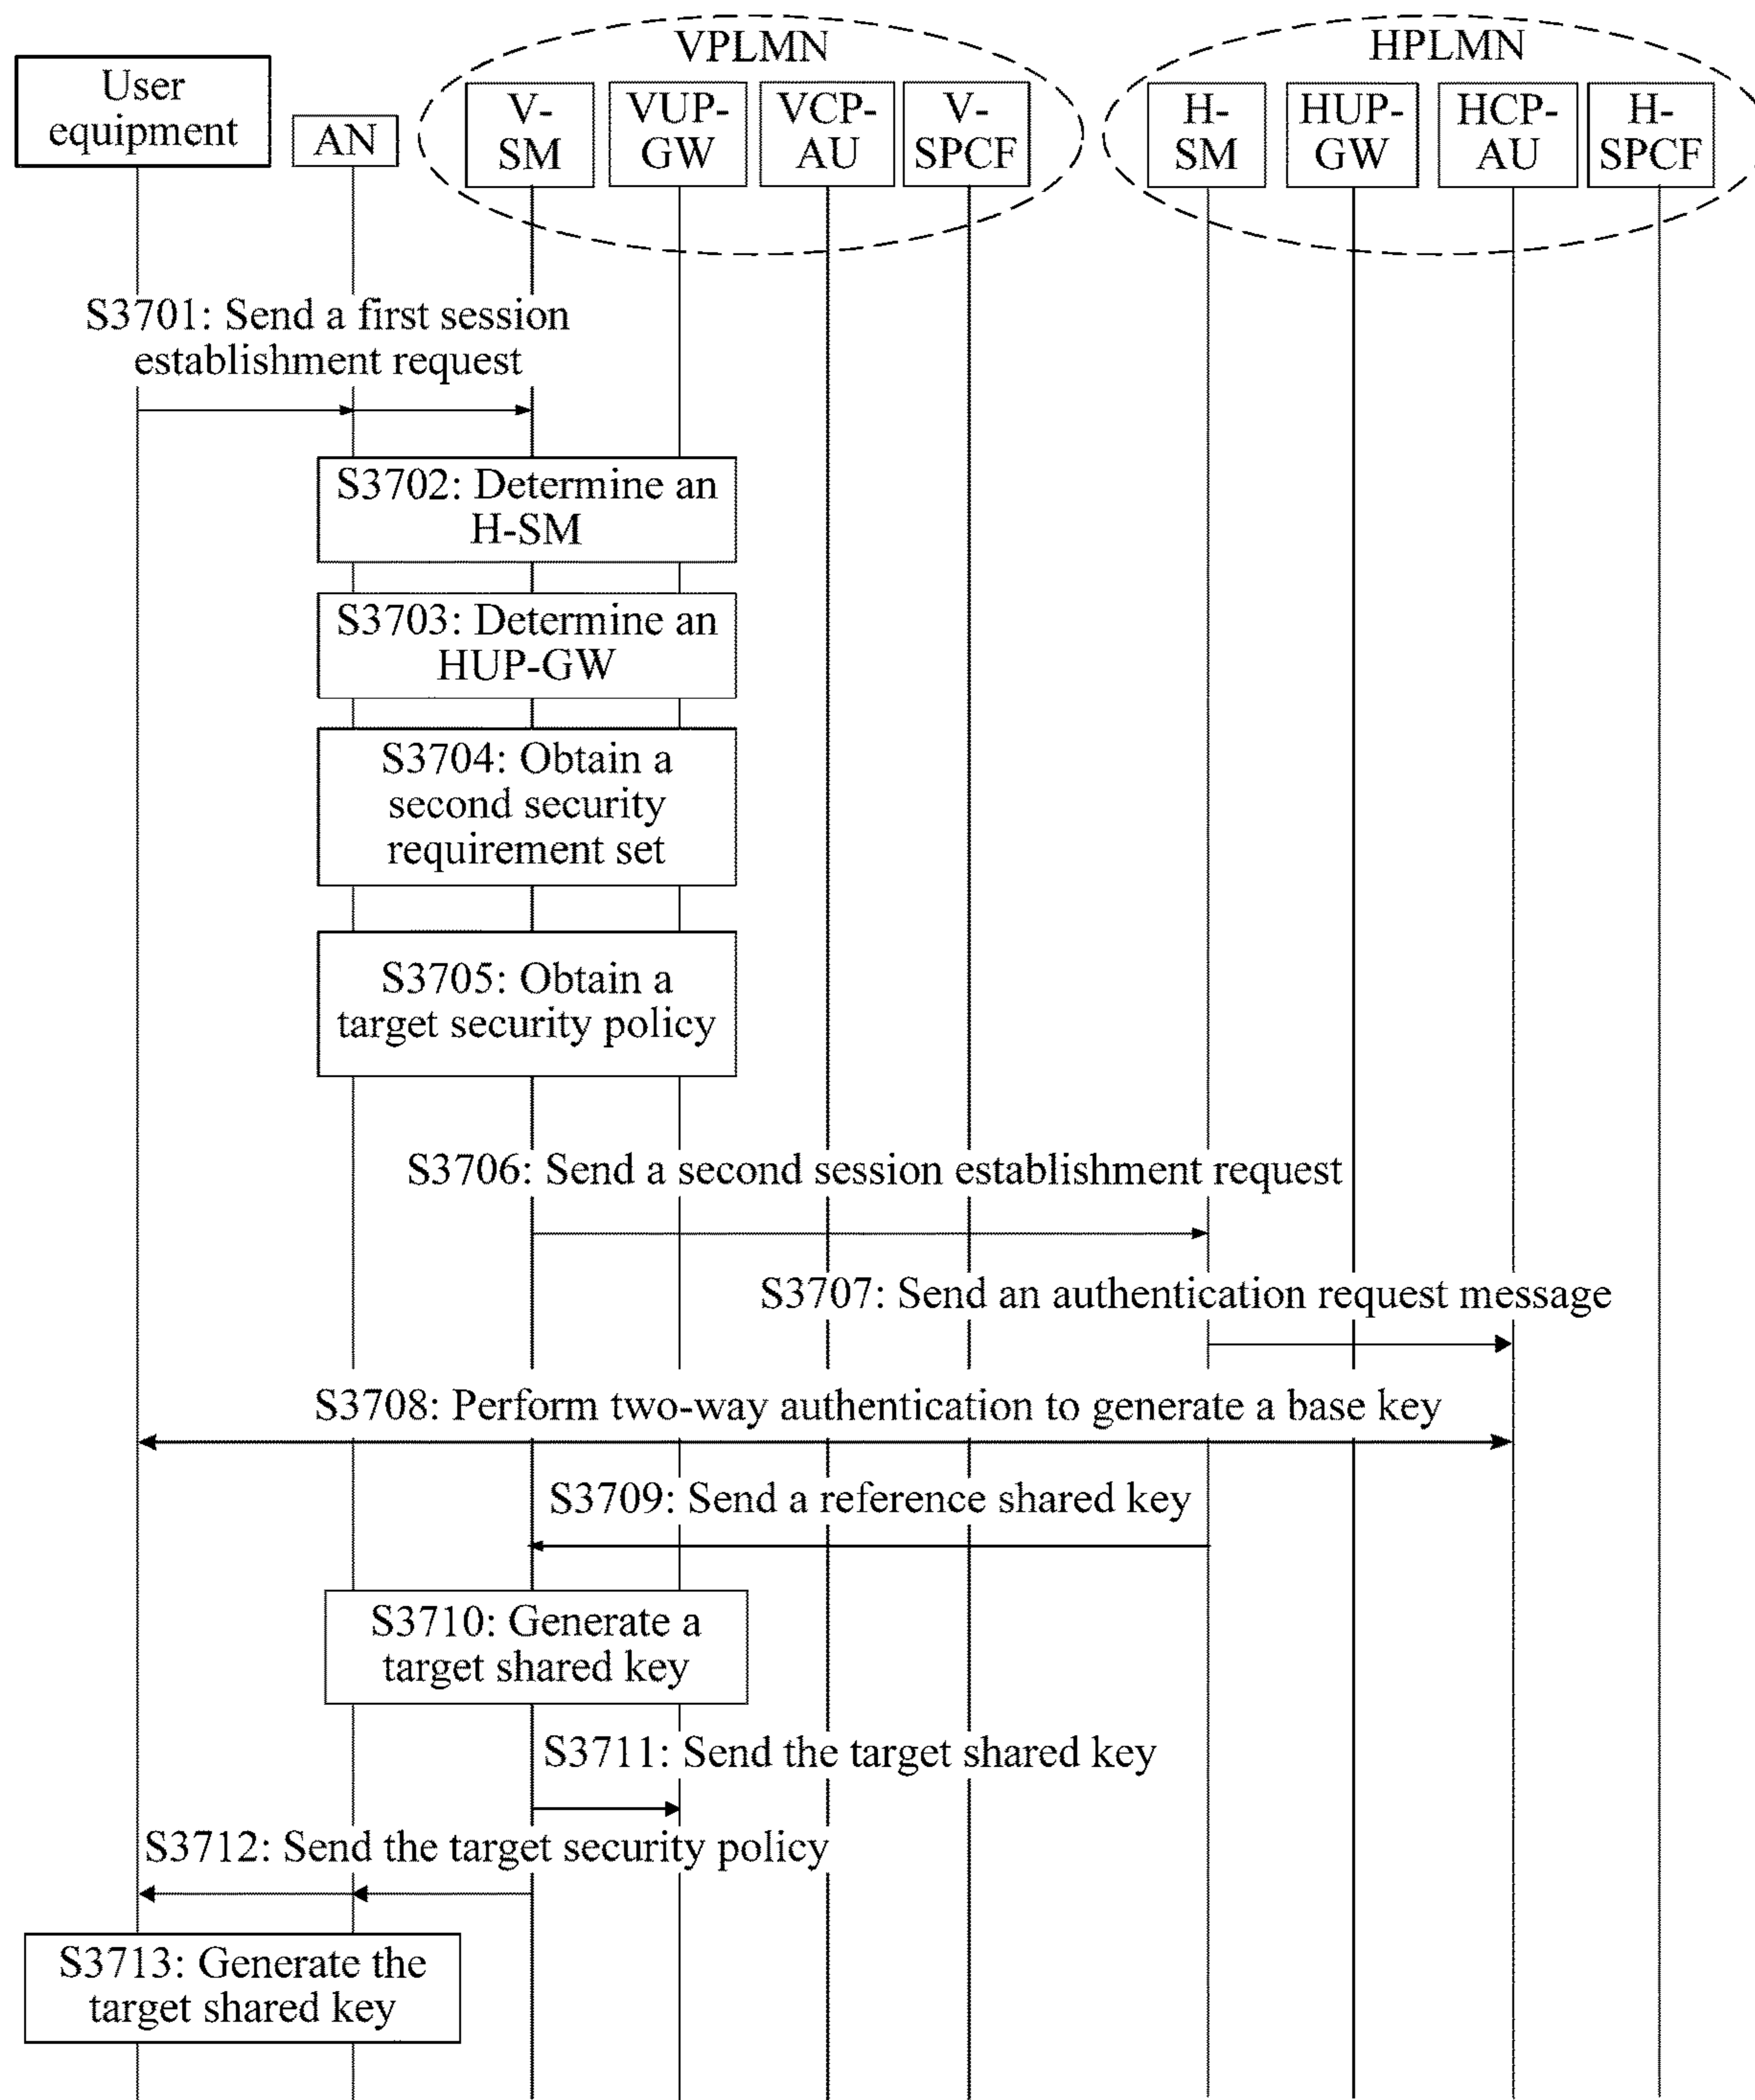 VPLMN
HPLMN
User
equipment
AN
V-
SM
VUP-
GW
VCP-
AU
V-
SPCF
H-
SM
HUP-
GW
HCP-
AU
H-
SPCF
S3701: Send a first session
establishment request
S3702: Determine an
H-SM
S3703: Determine an
HUP-GW
S3704: Obtain a
second security
requirement set
S3705: Obtain a
target security policy
S3706: Send a second session establishment request
S3707: Send an authentication request message
S3708: Perform two-way authentication to generate a base key
S3709: Send a reference shared key
S3710: Generate a
target shared key
S3711: Send the target shared key
S3712: Send the target security policy
S3713: Generate the
target shared key